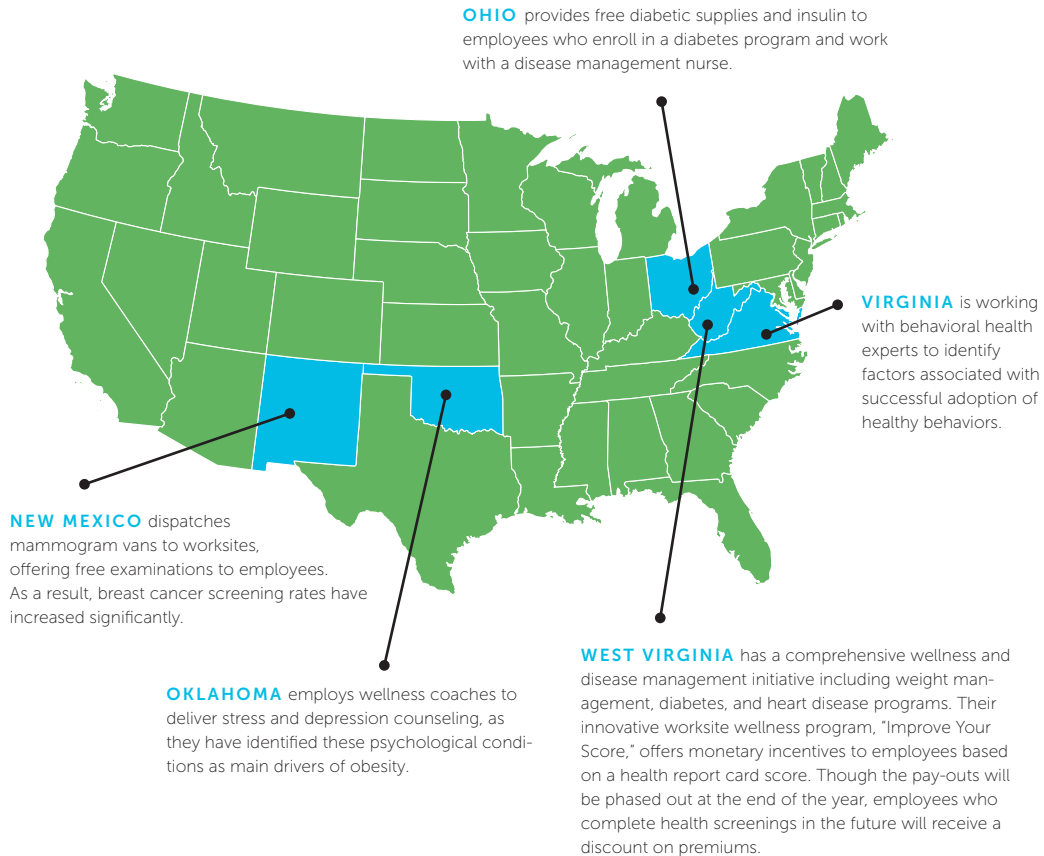 OHIO provides free diabetic supplies and insulin to
employees who enroll in a diabetes program and work
with a disease management nurse.
VIRGINIA is working
with behavioral health
experts to identify
factors associated with
successful adoption of
healthy behaviors.
NEW MEXICO dispatches
mammogram vans to worksites,
offering free examinations to employees.
As a result, breast cancer screening rates have
increased significantly.
OKLAHOMA employs wellness coaches to
deliver stress and depression counseling, as
they have identified these psychological condi-
tions as main drivers of obesity.
WEST VIRGINIA has a comprehensive wellness and
disease management initiative including weight man-
agement, diabetes, and heart disease programs. Their
innovative worksite wellness program, “Improve Your
Score,” offers monetary incentives to employees based
on a health report card score. Though the pay-outs will
be phased out at the end of the year, employees who
complete health screenings in the future will receive a
discount on premiums.